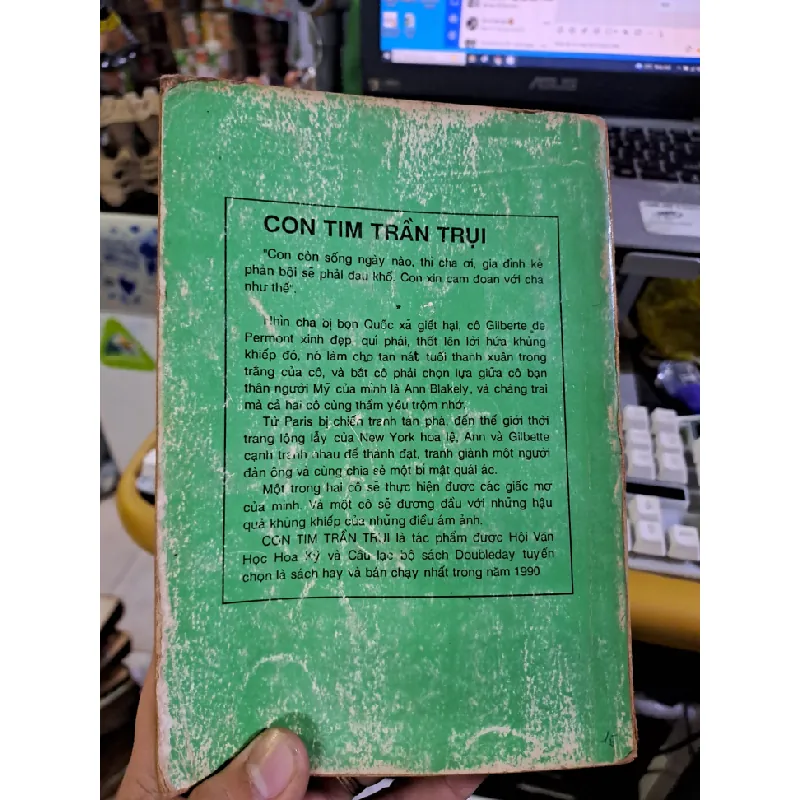 ASUS
CON TIM TRẦN TRỤI
"Con còn sống ngày nào, thì cha ơi, gia đình kẻ
phản bội sẽ phải đau khổ. Con xin cam đoan với cha
như thế".
*
Nhìn cha bị bọn Quốc xã giết hại, cô Gilberte de
Permont xinh đẹp, quí phái, thốt lên lời hứa khủng
khiếp đó, nó làm cho tan nát tuổi thanh xuân trong
trắng của cô, và bắt cô phải chọn lựa giữa cô bạn
thân người Mỹ của mình là Ann Blakely, và chàng trai
mà cả hai cô cùng thầm yêu trộm nhớ.
Từ Paris bị chiến tranh tàn phá, đến thế giới thời
trang lộng lẫy của New York hoa lệ, Ann và Gilbette
cạnh tranh nhau để thành đạt, tranh giành một người
đàn ông và cùng chia sẻ một bí mật quái ác.
Một trong hai cô sẽ thực hiện được các giấc mơ
của mình. Và một cô sẽ đương đầu với những hậu
quả khủng khiếp của những điều ám ảnh.
CON TIM TRẦN TRỤI là tác phẩm được Hội Văn
Học Hoa Kỳ và Câu lạc bộ sách Doubleday tuyển
chọn là sách hay và bán chạy nhất trong năm 1990
15